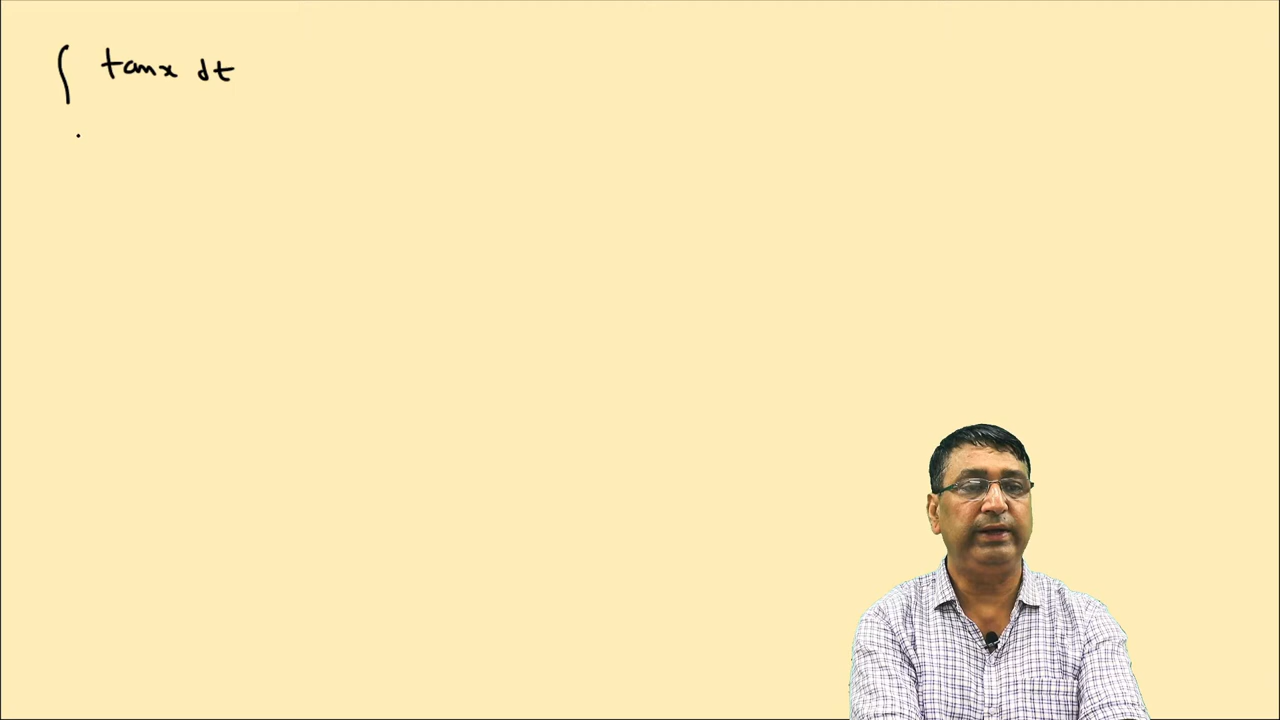 ∫ tanx dt